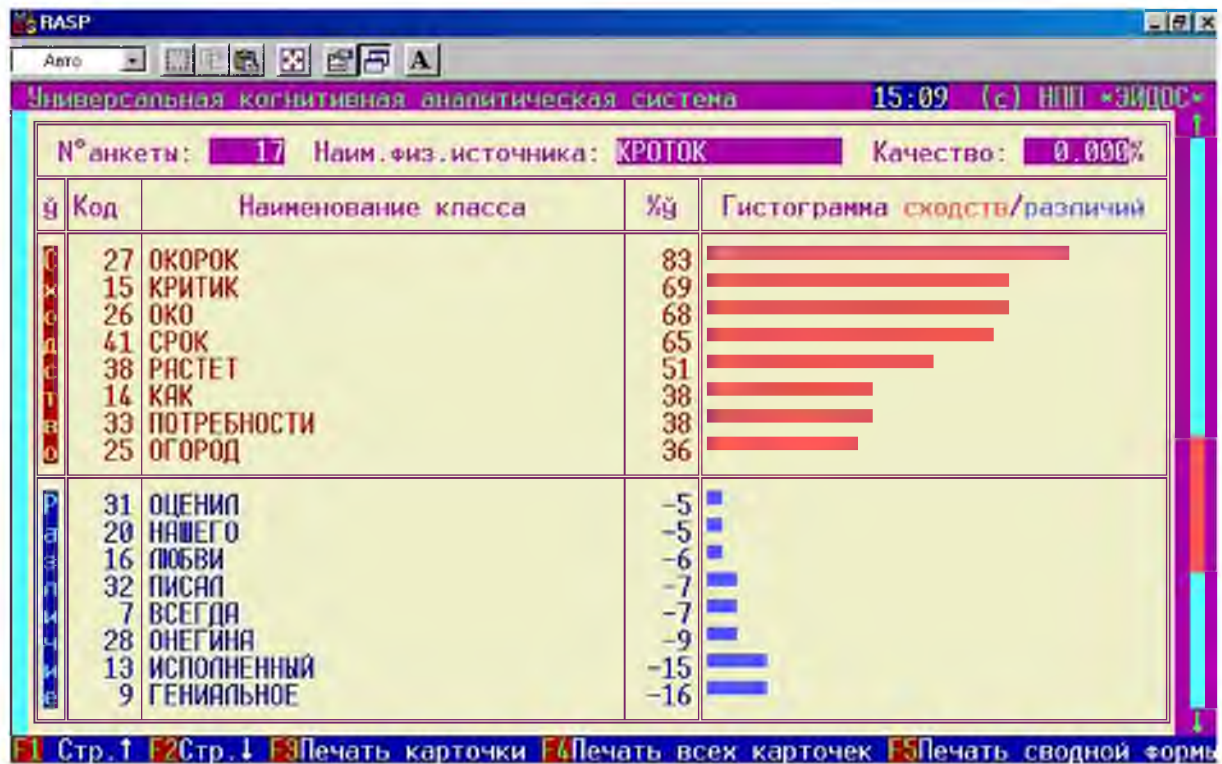 RASP
Авто A
Универсальная когнитивная аналитическая система 15:09 (c) НПП *ЭЙДОС*
N°анкеты: 17 Наим.физ.источника: КРОТОК Качество: 0.000%
ÿ Код Наименование класса %ÿ Гистограмма сходств/различий
Сходство
27 ОКОРОК 83
15 КРИТИК 69
26 ОКО 68
41 СРОК 65
38 РАСТЕТ 51
14 КАК 38
33 ПОТРЕБНОСТИ 38
25 ОГОРОД 36
Различие
31 ОЦЕНИЛ -5
20 НАШЕГО -5
16 ЛЮБВИ -6
32 ПИСАЛ -7
7 ВСЕГДА -7
28 ОНЕГИНА -9
13 ИСПОЛНЕННЫЙ -15
9 ГЕНИАЛЬНОЕ -16
F1 Стр.↑ F2Стр.↓ F3Печать карточки F4Печать всех карточек F5Печать сводной формы